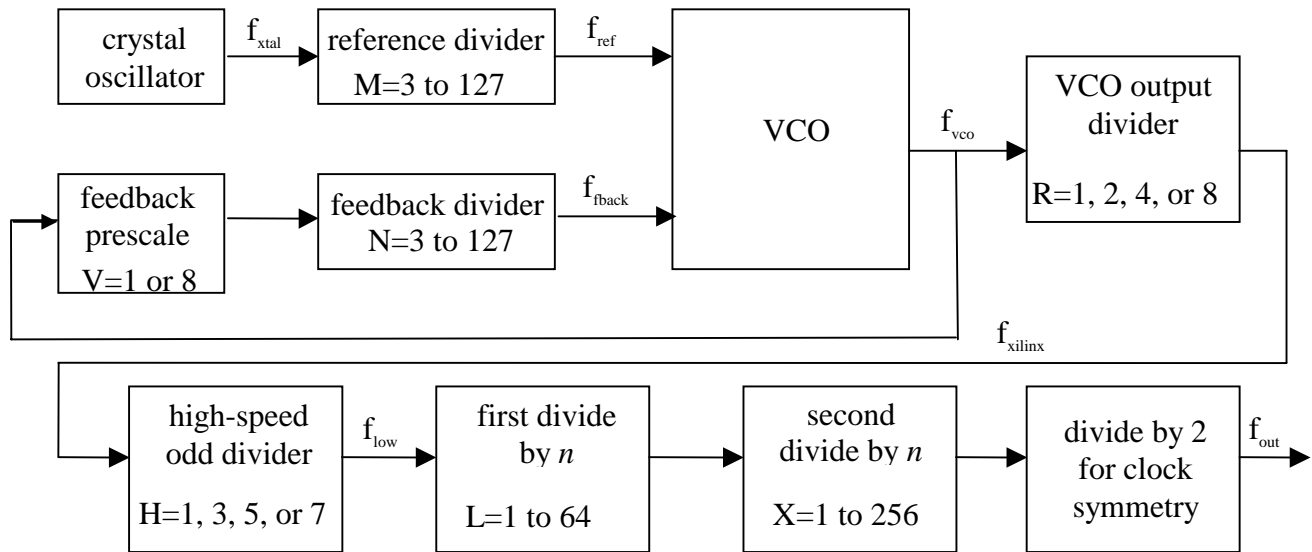 crystal
oscillator
f_xtal
reference divider
M=3 to 127
f_ref
VCO
f_vco
VCO output
divider
R=1, 2, 4, or 8
feedback
prescale
V=1 or 8
feedback divider
N=3 to 127
f_fback
f_xilinx
high-speed
odd divider
H=1, 3, 5, or 7
f_low
first divide
by n
L=1 to 64
second
divide by n
X=1 to 256
divide by 2
for clock
symmetry
f_out